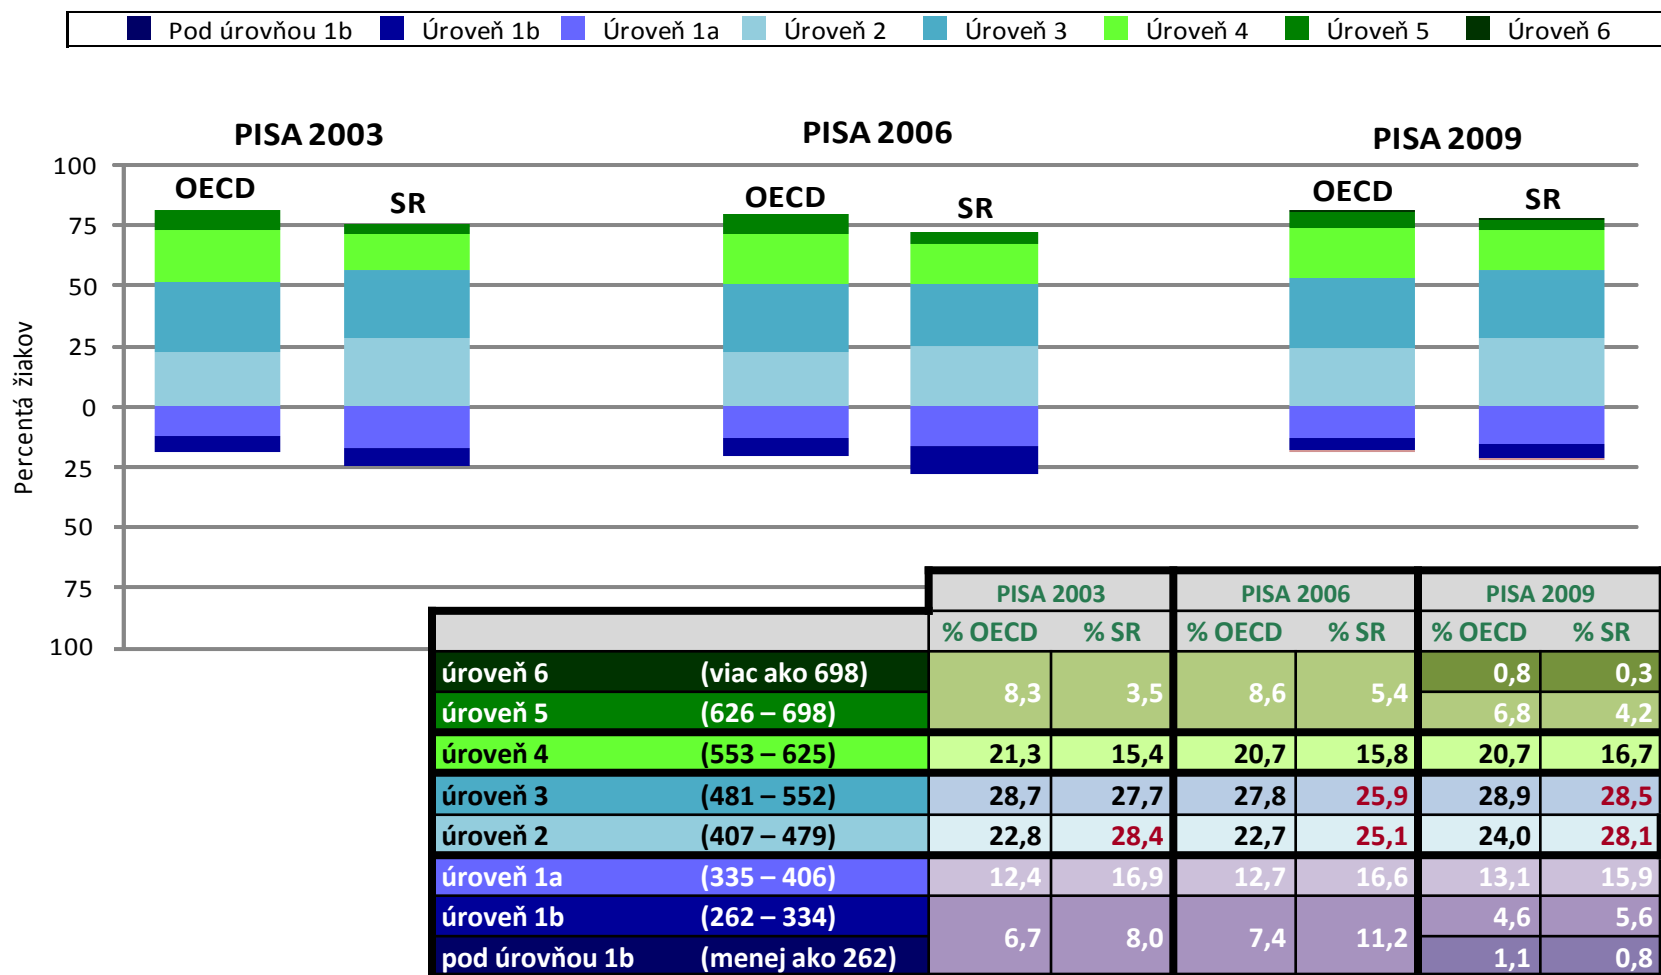 Pod úrovňou 1b Úroveň 1b Úroveň 1a Úroveň 2 Úroveň 3 Úroveň 4 Úroveň 5 Úroveň 6
PISA 2003 PISA 2006 PISA 2009
OECD SR OECD SR OECD SR
Percentá žiakov
100
75
50
25
0
25
50
75
100
PISA 2003 PISA 2006 PISA 2009
% OECD % SR % OECD % SR % OECD % SR
úroveň 6 (viac ako 698) 8,3 3,5 8,6 5,4 0,8 0,3
úroveň 5 (626 – 698) 6,8 4,2
úroveň 4 (553 – 625) 21,3 15,4 20,7 15,8 20,7 16,7
úroveň 3 (481 – 552) 28,7 27,7 27,8 25,9 28,9 28,5
úroveň 2 (407 – 479) 22,8 28,4 22,7 25,1 24,0 28,1
úroveň 1a (335 – 406) 12,4 16,9 12,7 16,6 13,1 15,9
úroveň 1b (262 – 334) 6,7 8,0 7,4 11,2 4,6 5,6
pod úrovňou 1b (menej ako 262) 1,1 0,8